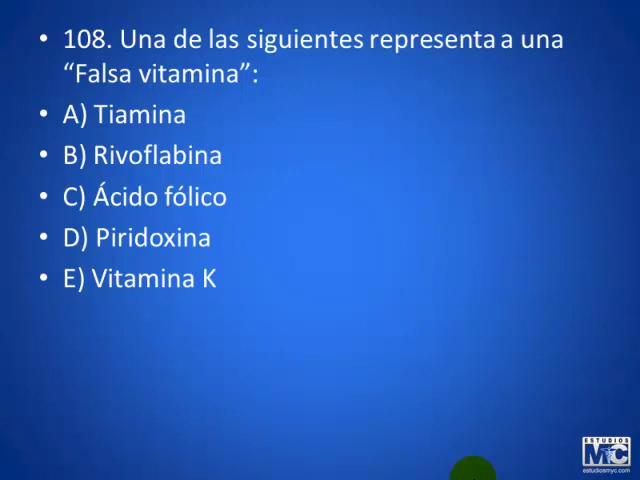 • 108. Una de las siguientes representa a una
“Falsa vitamina”:
• A) Tiamina
• B) Rivoflabina
• C) Ácido fólico
• D) Piridoxina
• E) Vitamina K
ESTUDIOS
MyC
estudiosmyc.com